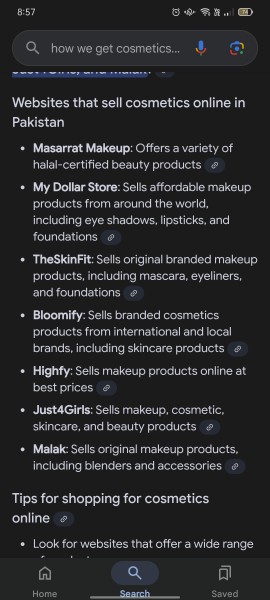 8:57
how we get cosmetics...
Just4Girls, and Malak.
Websites that sell cosmetics online in
Pakistan
• Masarrat Makeup: Offers a variety of
halal-certified beauty products
• My Dollar Store: Sells affordable makeup
products from around the world,
including eye shadows, lipsticks, and
foundations
• TheSkinFit: Sells original branded makeup
products, including mascara, eyeliners,
and foundations
• Bloomify: Sells branded cosmetics
products from international and local
brands, including skincare products
• Highfy: Sells makeup products online at
best prices
• Just4Girls: Sells makeup, cosmetic,
skincare, and beauty products
• Malak: Sells original makeup products,
including blenders and accessories
Tips for shopping for cosmetics
online
• Look for websites that offer a wide range
Home
Search
Saved